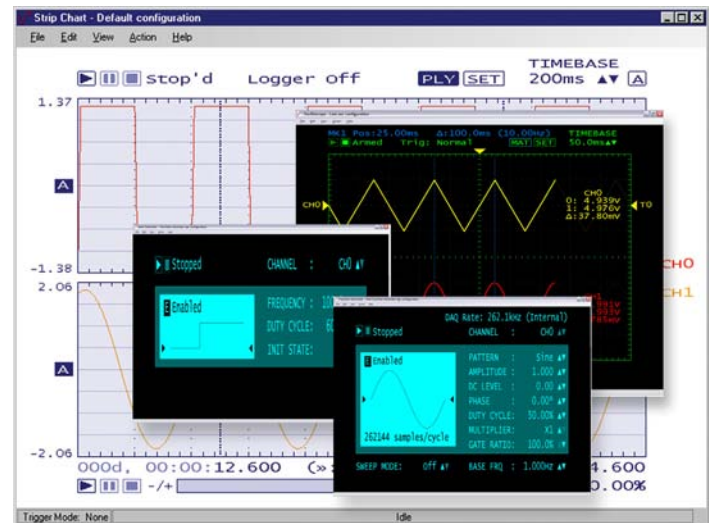 Strip Chart - Default configuration
File Edit View Action Help
Stop'd Logger off PLY SET TIMEBASE
200ms A
1.37
A
-1.38
2.06
A
-2.06
CH0
CH1
Mk1 Pos:25.00ms Δ:100.0ms (10.00Hz) TIMEBASE
Armed Trig: Normal MAT SET 50.0ms
CH0
CH0
0: 4.939V
1: 4.976V
Δ:37.80mV
T0
Stopped CHANNEL : CH0
Enabled
FREQUENCY :
DUTY CYCLE:
INIT STATE:
DAQ Rate: 262.1kHz (Internal)
Stopped CHANNEL : CH0
Enabled
PATTERN : Sine
AMPLITUDE : 1.000
DC LEVEL : 0.00
PHASE : 0.00°
DUTY CYCLE: 50.00%
MULTIPLIER: X1
GATE RATIO: 100.0%
262144 samples/cycle
SWEEP MODE: Off BASE FRQ : 1.000Hz
000d, 00:00:12.600 4.600
-/+ 0.00%
Trigger Mode: None Idle